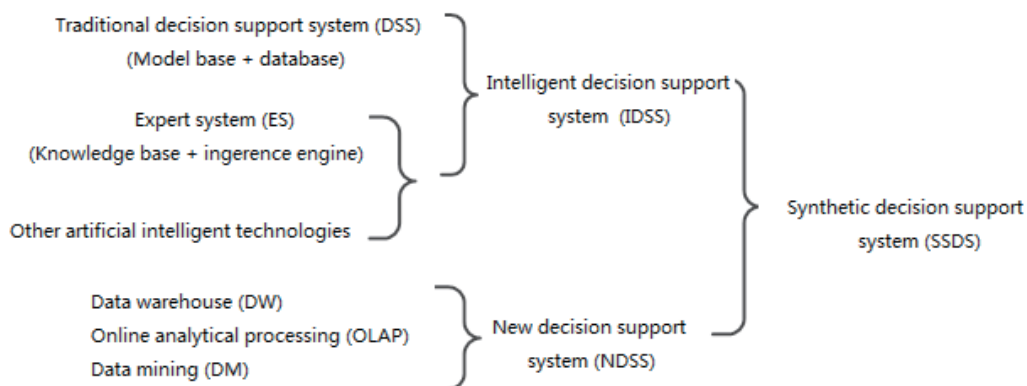 Traditional decision support system (DSS)
(Model base + database)
Intelligent decision support
system (IDSS)
Expert system (ES)
(Knowledge base + ingerence engine)
Other artificial intelligent technologies
Synthetic decision support
system (SSDS)
Data warehouse (DW)
Online analytical processing (OLAP)
Data mining (DM)
New decision support
system (NDSS)